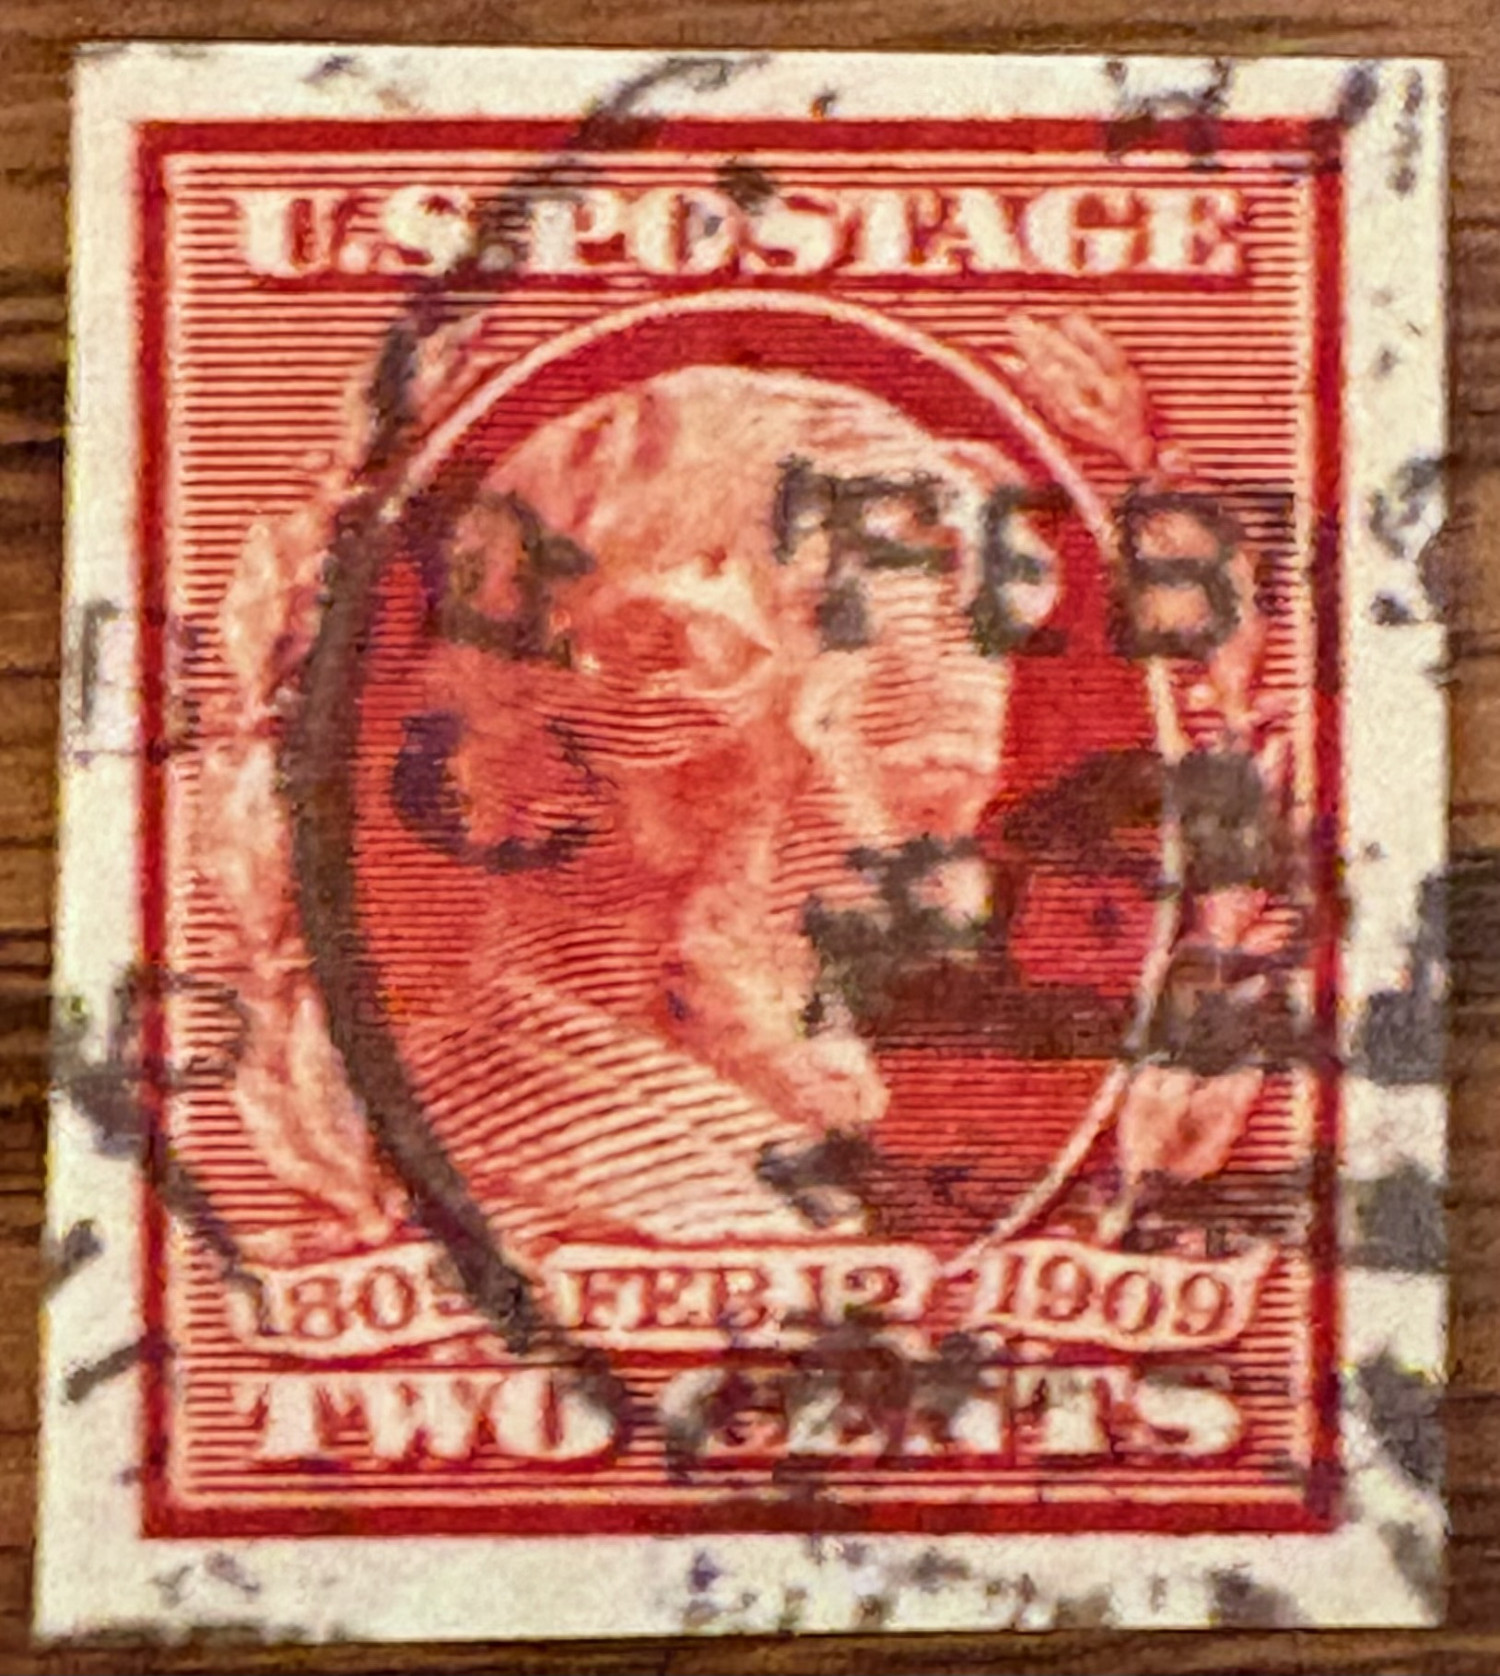 U.S. POSTAGE
FEB
1809 FEB. 12 1909
TWO CENTS